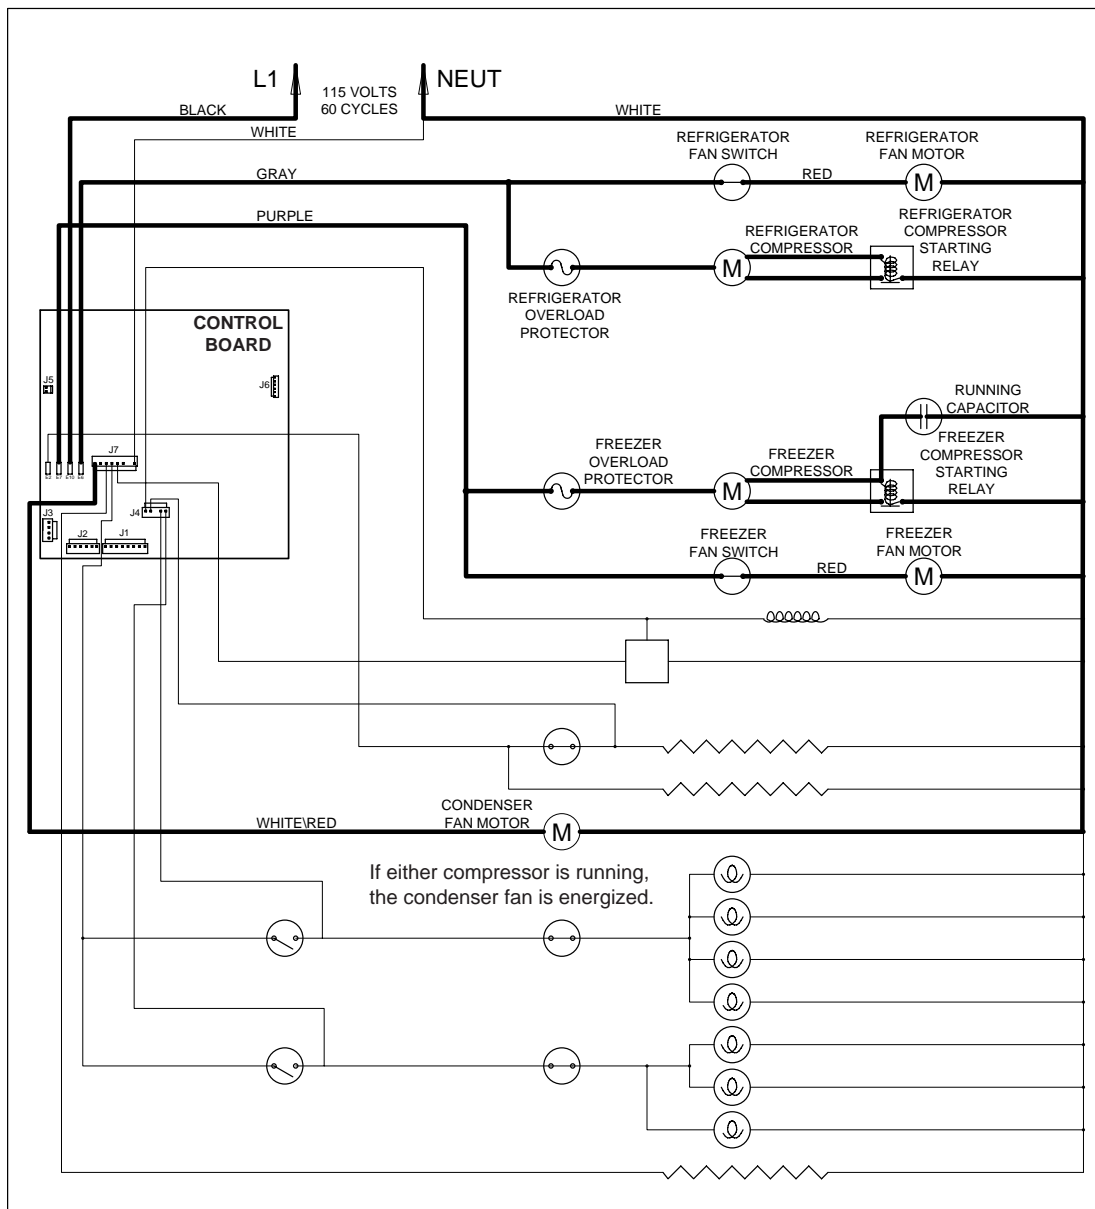 L1
115 VOLTS
60 CYCLES
NEUT
BLACK
WHITE
WHITE
REFRIGERATOR
FAN SWITCH
REFRIGERATOR
FAN MOTOR
GRAY
RED
M
PURPLE
REFRIGERATOR
COMPRESSOR
REFRIGERATOR
COMPRESSOR
STARTING
RELAY
M
REFRIGERATOR
OVERLOAD
PROTECTOR
CONTROL
BOARD
J5
J6
RUNNING
CAPACITOR
J7
FREEZER
OVERLOAD
PROTECTOR
FREEZER
COMPRESSOR
FREEZER
COMPRESSOR
STARTING
RELAY
M
J3
J4
J2
J1
FREEZER
FAN SWITCH
FREEZER
FAN MOTOR
RED
M
CONDENSER
FAN MOTOR
WHITE\RED
M
If either compressor is running,
the condenser fan is energized.